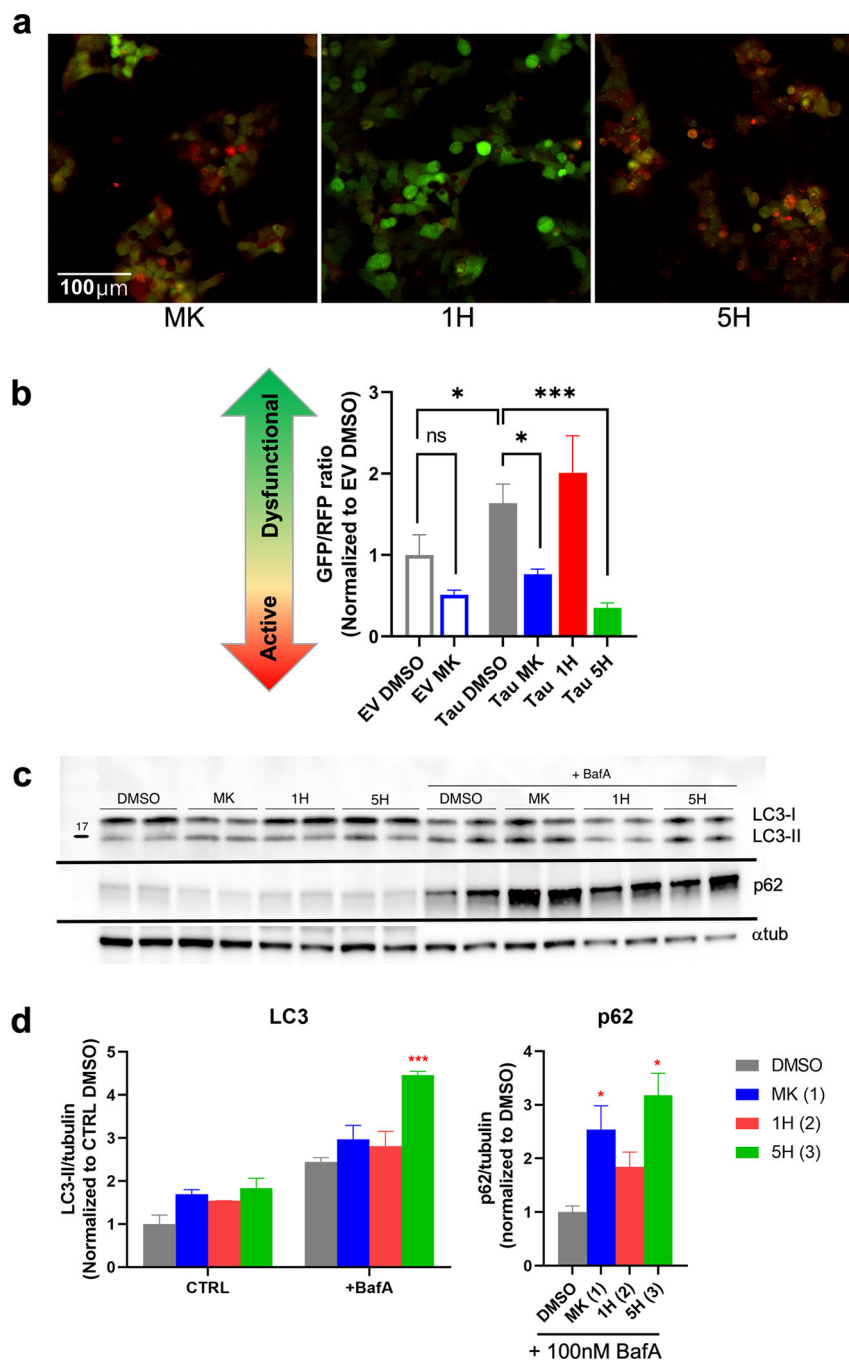 a
100µm
MK
1H
5H
b
Dysfunctional
Active
GFP/RFP ratio
(Normalized to EV DMSO)
3
2
1
0
*
***
ns
*
EV DMSO
EV MK
Tau DMSO
Tau MK
Tau 1H
Tau 5H
c
+ BafA
DMSO
MK
1H
5H
DMSO
MK
1H
5H
17
LC3-I
LC3-II
p62
αtub
d
LC3
LC3-II/tubulin
(Normalized to CTRL DMSO)
5
4
3
2
1
0
***
CTRL
+BafA
p62
p62/tubulin
(normalized to DMSO)
4
3
2
1
0
*
*
DMSO
MK (1)
1H (2)
5H (3)
+ 100nM BafA
DMSO
MK (1)
1H (2)
5H (3)